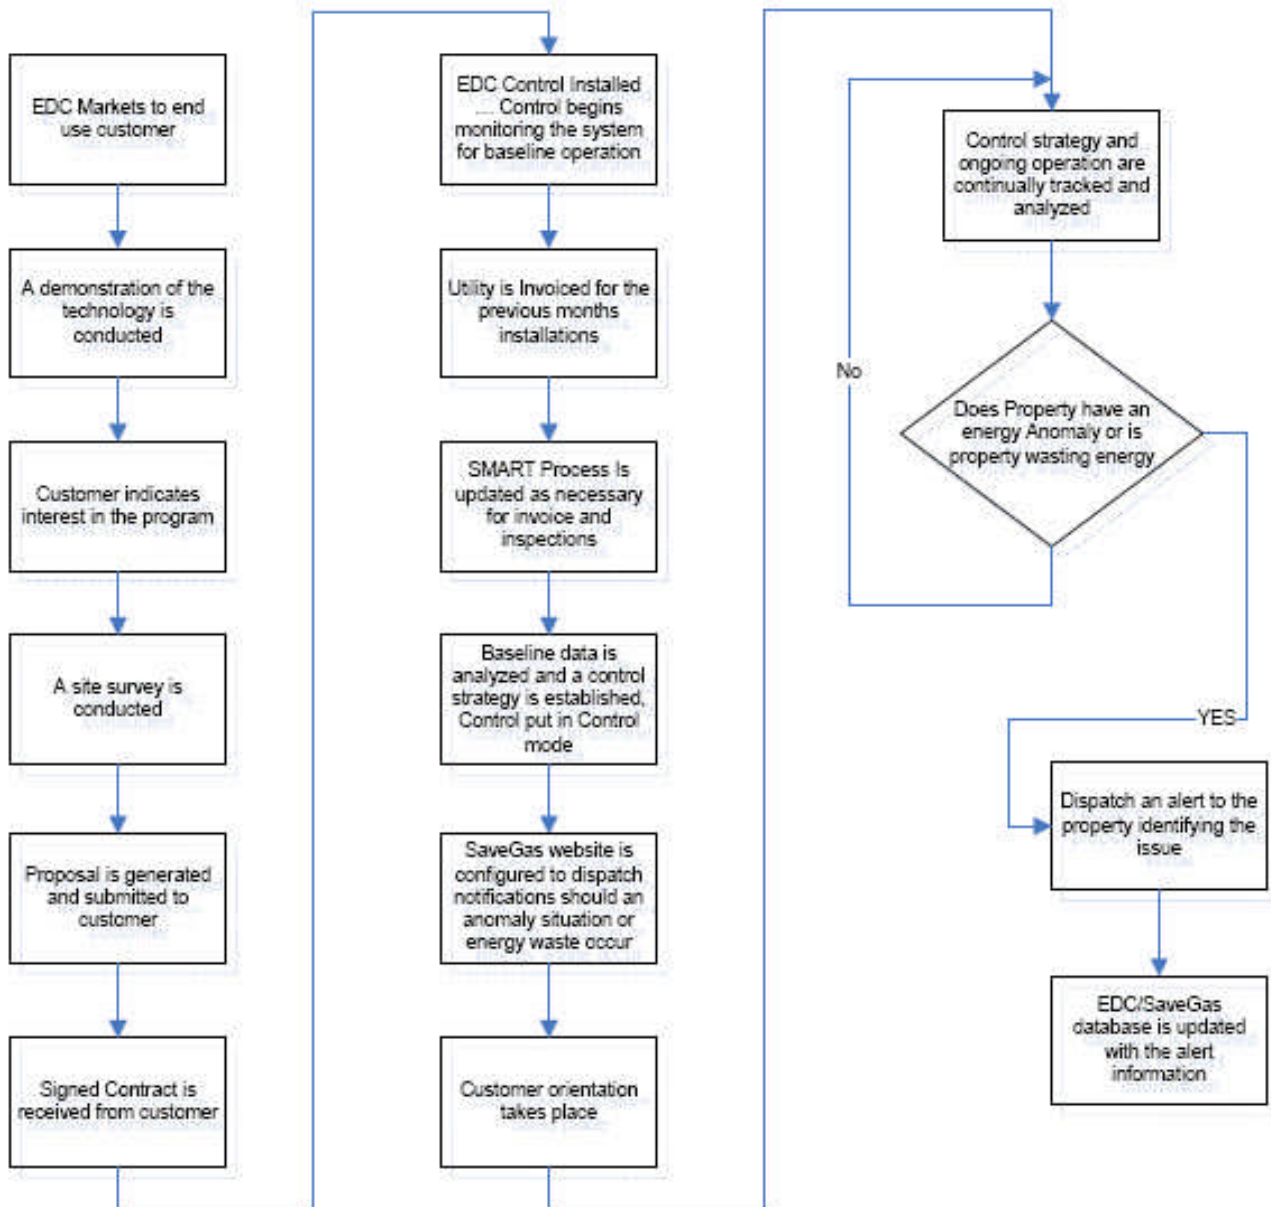 EDC Markets to end
use customer
A demonstration of the
technology is
conducted
Customer indicates
interest in the program
A site survey is
conducted
Proposal is generated
and submitted to
customer
Signed Contract is
received from customer
EDC Control Installed
.... Control begins
monitoring the system
for baseline operation
Utility is Invoiced for the
previous months
installations
SMART Process Is
updated as necessary
for invoice and
inspections
Baseline data is
analyzed and a control
strategy is established,
Control put in Control
mode
SaveGas website is
configured to dispatch
notifications should an
anomaly situation or
energy waste occur
Customer orientation
takes place
Control strategy and
ongoing operation are
continually tracked and
analyzed
No
Does Property have an
energy Anomaly or is
property wasting energy
YES
Dispatch an alert to the
property identifying the
issue
EDC/SaveGas
database is updated
with the alert
information